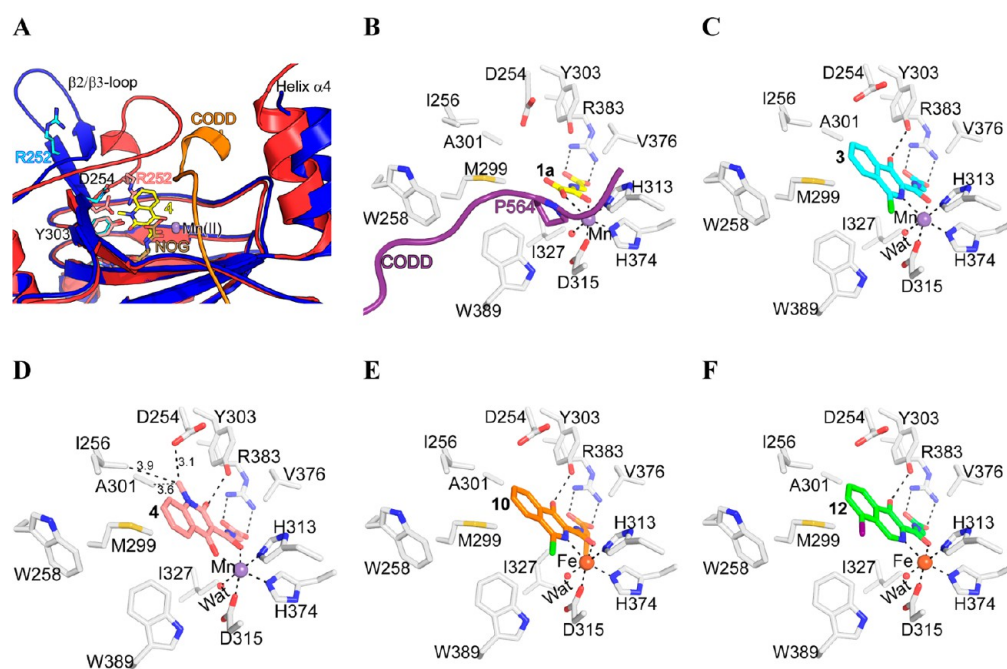 A
β2/β3-loop
Helix α4
CODD
R252
D254
R252
4
Mn(II)
Y303
NOG
B
D254
Y303
I256
R383
A301
V376
M299
1a
H313
W258
P564
Mn
I327
CODD
H374
D315
W389
C
D254
Y303
I256
R383
A301
V376
3
M299
H313
W258
Mn
I327
Wat
H374
D315
W389
D
D254
Y303
I256
3.9
3.1
R383
A301
3.6
V376
4
M299
H313
W258
Mn
I327
Wat
H374
D315
W389
E
D254
Y303
I256
R383
A301
V376
10
M299
H313
W258
Fe
I327
Wat
H374
D315
W389
F
D254
Y303
I256
R383
A301
V376
12
M299
H313
W258
Fe
I327
Wat
H374
D315
W389